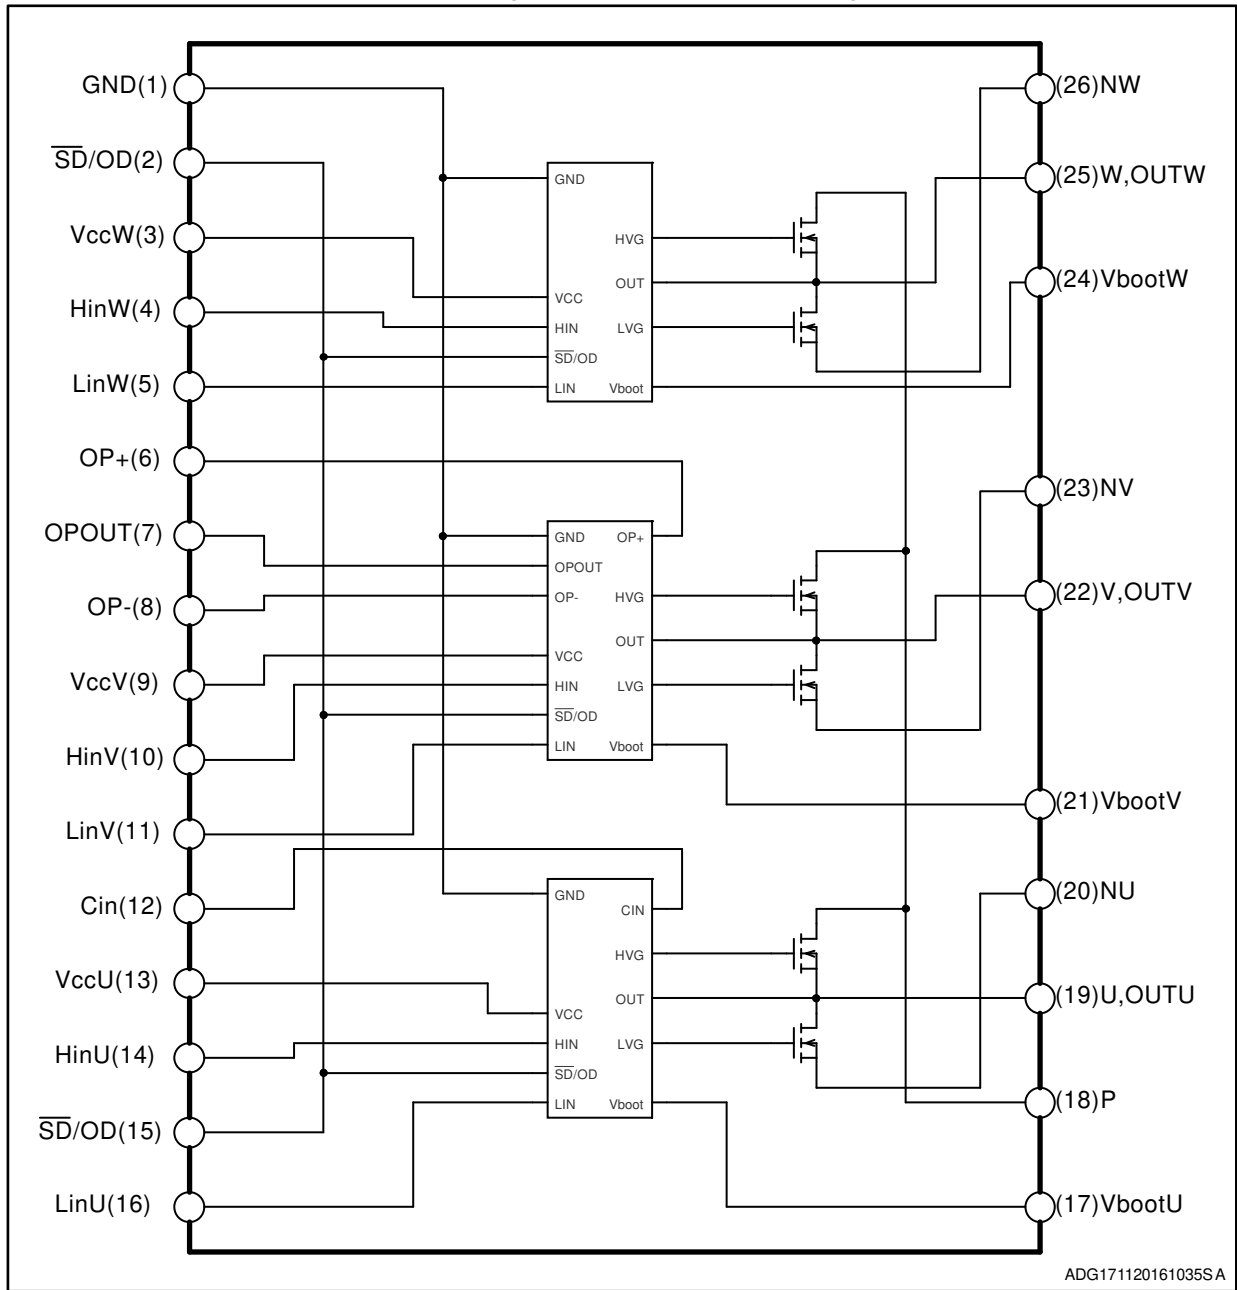 GND(1)
SD/OD(2)
VccW(3)
HinW(4)
LinW(5)
OP+(6)
OPOUT(7)
OP-(8)
VccV(9)
HinV(10)
LinV(11)
Cin(12)
VccU(13)
HinU(14)
SD/OD(15)
LinU(16)
GND
HVG
OUT
VCC
HIN LVG
SD/OD
LIN Vboot
GND OP+
OPOUT
OP- HVG
OUT
VCC
HIN LVG
SD/OD
LIN Vboot
GND
CIN
HVG
OUT
VCC
HIN LVG
SD/OD
LIN Vboot
(26)NW
(25)W,OUTW
(24)VbootW
(23)NV
(22)V,OUTV
(21)VbootV
(20)NU
(19)U,OUTU
(18)P
(17)VbootU
ADG171120161035SA